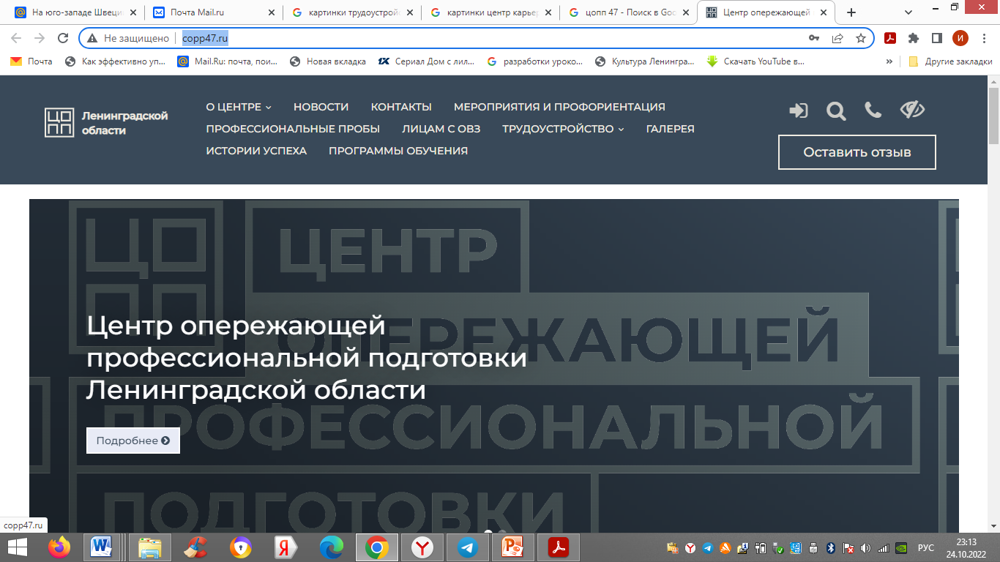 На юго-западе Швеци
Почта Mail.ru
картинки трудоустрой
картинки центр карье
цопп 47 - Поиск в Goo
Центр опережающей
Не защищено
copp47.ru
И
Почта
Как эффективно уп...
Mail.Ru: почта, пои...
Новая вкладка
Сериал Дом с лил...
разработки уроко...
Культура Ленингра...
Скачать YouTube в...
»
Другие закладки
ЦО
ПП
Ленинградской
области
О ЦЕНТРЕ
НОВОСТИ
КОНТАКТЫ
МЕРОПРИЯТИЯ И ПРОФОРИЕНТАЦИЯ
ПРОФЕССИОНАЛЬНЫЕ ПРОБЫ
ЛИЦАМ С ОВЗ
ТРУДОУСТРОЙСТВО
ГАЛЕРЕЯ
ИСТОРИИ УСПЕХА
ПРОГРАММЫ ОБУЧЕНИЯ
Оставить отзыв
ЦО
ПП
ЦЕНТР
ОПЕРЕЖАЮЩЕЙ
ПРОФЕССИОНАЛЬНОЙ
ПОДГОТОВКИ
Центр опережающей
профессиональной подготовки
Ленинградской области
Подробнее
copp47.ru
РУС
23:13
24.10.2022